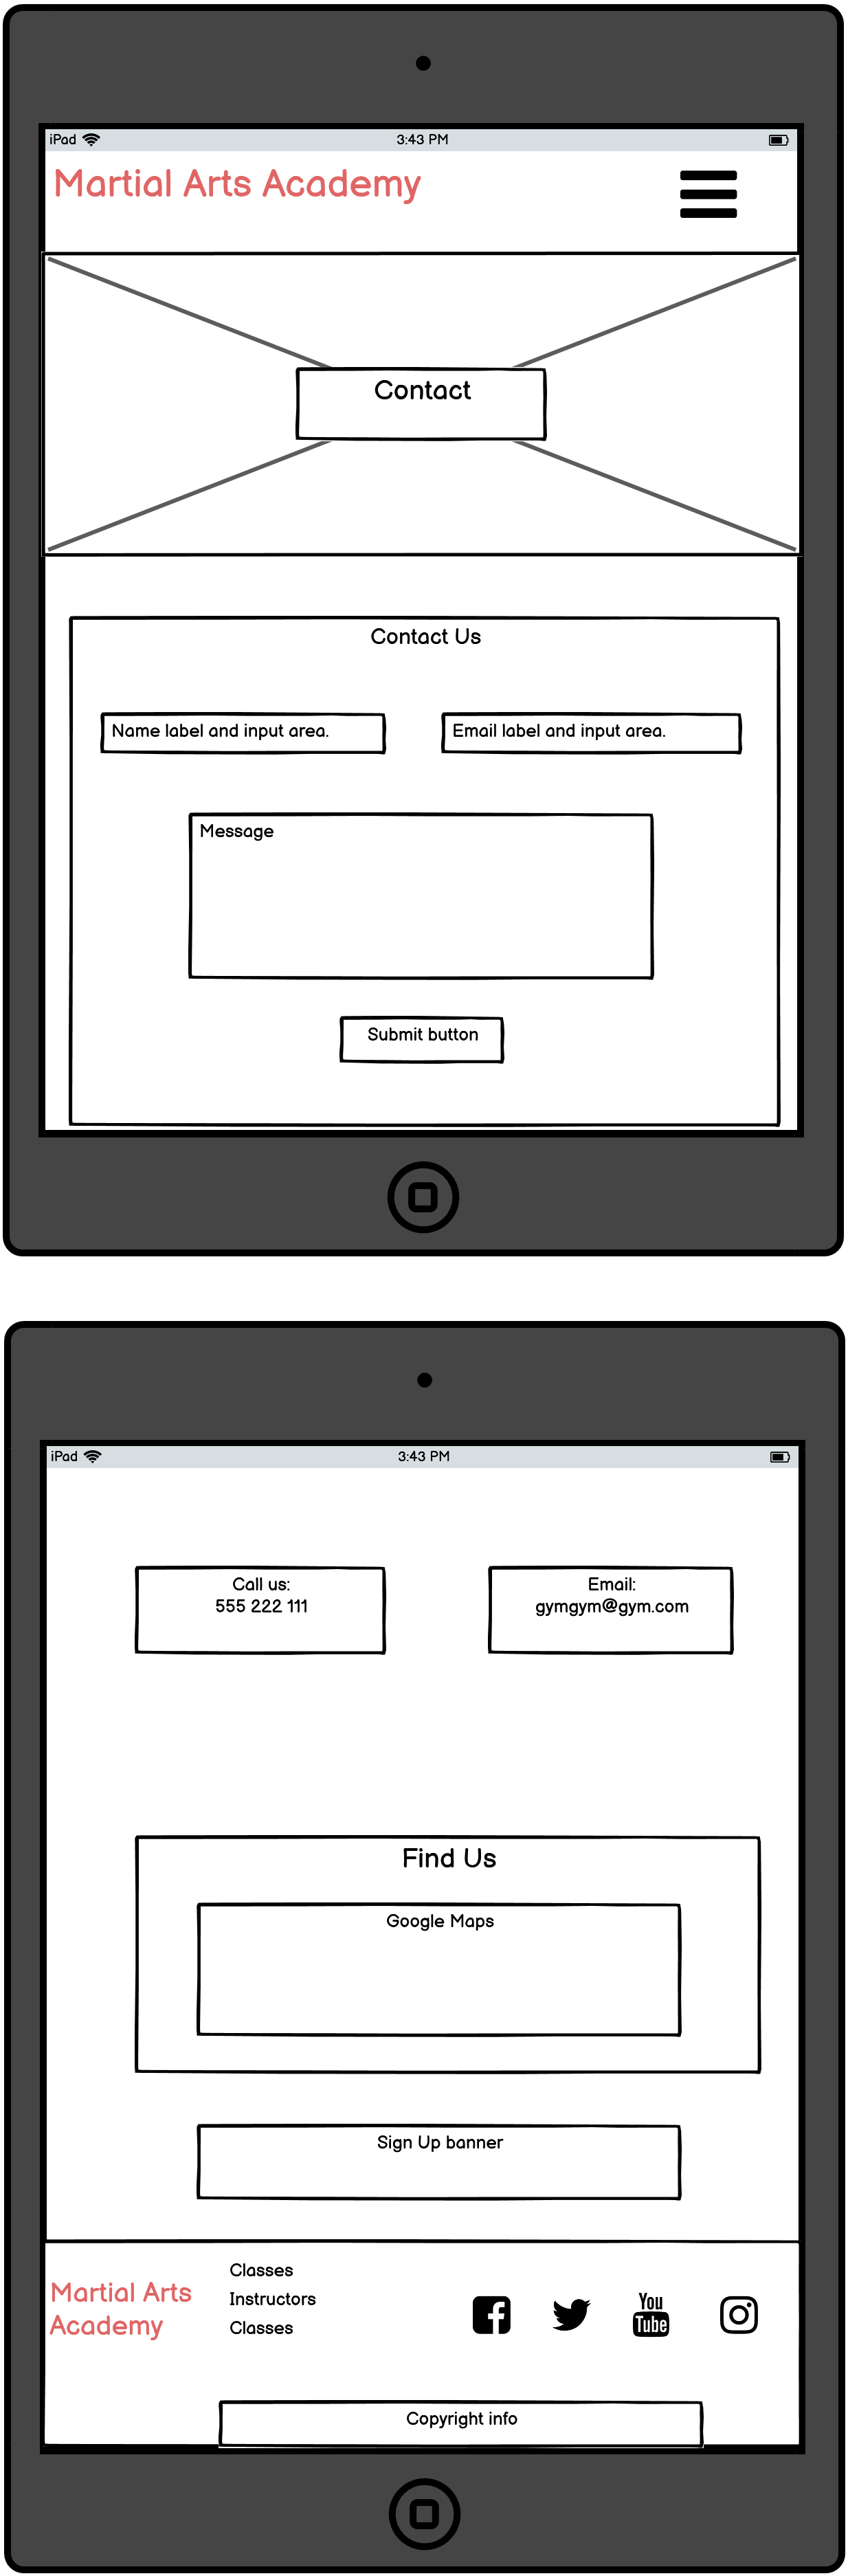 iPad 3:43 PM
Martial Arts Academy
Contact
Contact Us
Name label and input area. Email label and input area.
Message
Submit button
iPad 3:43 PM
Call us:
555 222 111
Email:
gymgym@gym.com
Find Us
Google Maps
Sign Up banner
Martial Arts
Academy
Classes
Instructors
Classes
You
Tube
Copyright info